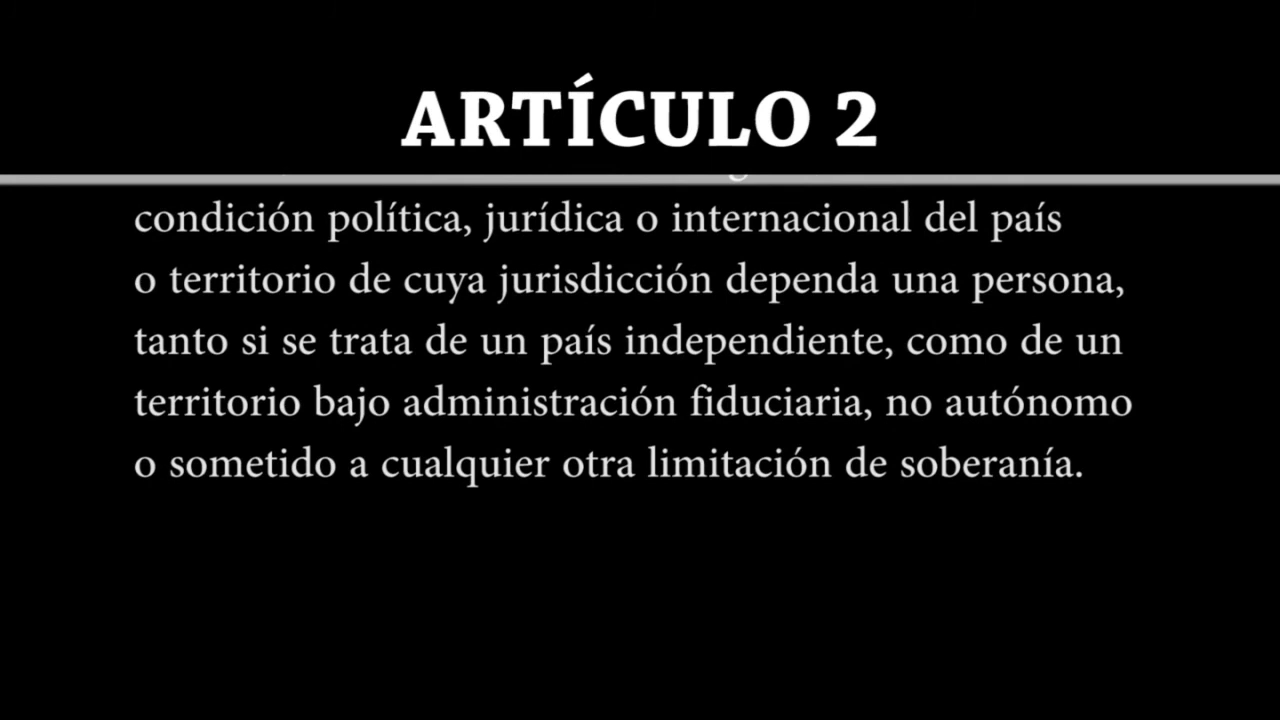 ARTÍCULO 2
condición política, jurídica o internacional del país
o territorio de cuya jurisdicción dependa una persona,
tanto si se trata de un país independiente, como de un
territorio bajo administración fiduciaria, no autónomo
o sometido a cualquier otra limitación de soberanía.